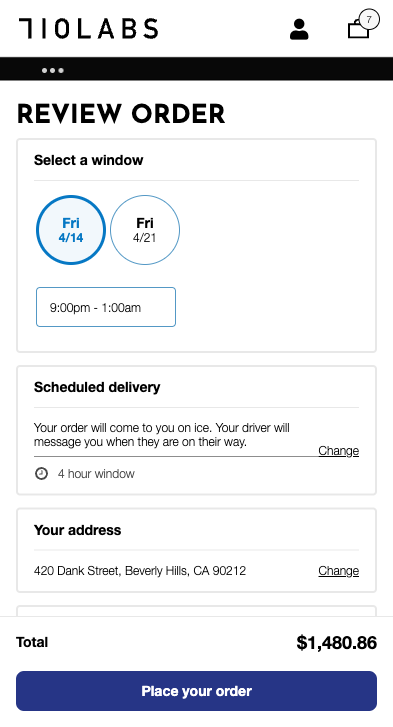 710LABS
7
REVIEW ORDER
Select a window
Fri
4/14
Fri
4/21
9:00pm - 1:00am
Scheduled delivery
Your order will come to you on ice. Your driver will
message you when they are on their way.
Change
4 hour window
Your address
420 Dank Street, Beverly Hills, CA 90212
Change
Total
$1,480.86
Place your order